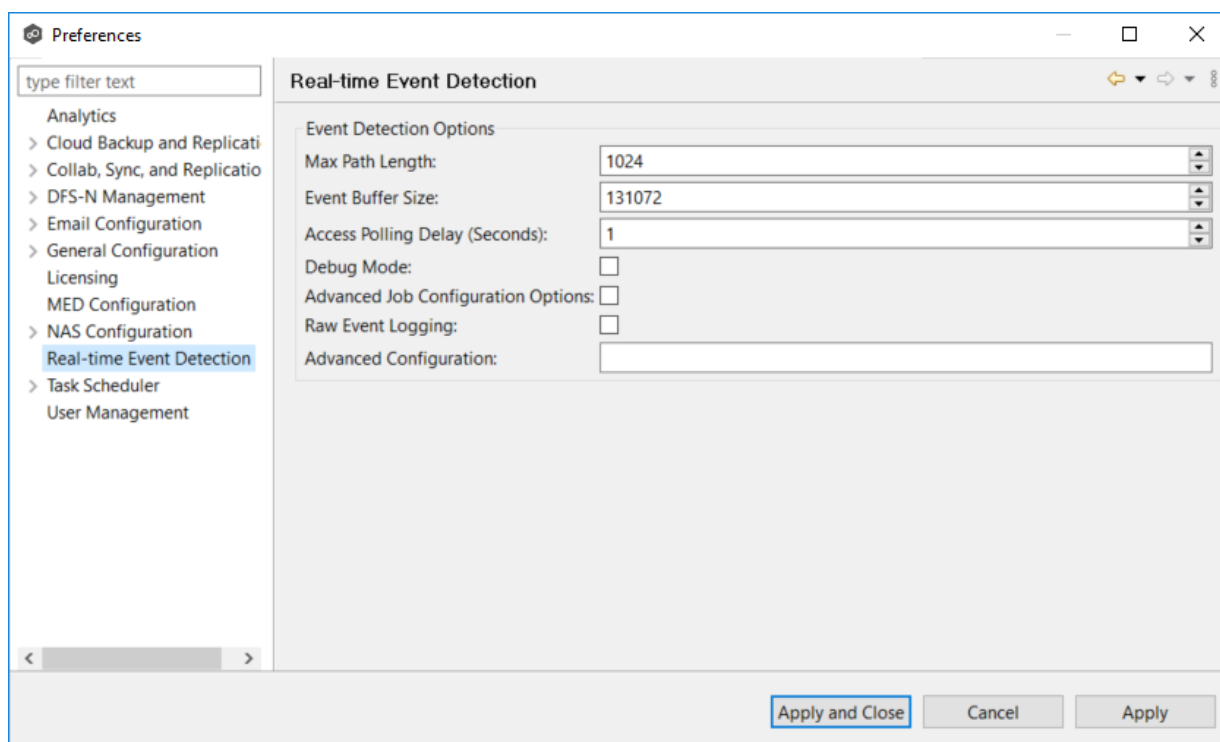 Preferences
type filter text
Analytics
Cloud Backup and Replicati
Collab, Sync, and Replicatio
DFS-N Management
Email Configuration
General Configuration
Licensing
MED Configuration
NAS Configuration
Real-time Event Detection
Task Scheduler
User Management
Real-time Event Detection
Event Detection Options
Max Path Length: 1024
Event Buffer Size: 131072
Access Polling Delay (Seconds): 1
Debug Mode:
Advanced Job Configuration Options:
Raw Event Logging:
Advanced Configuration:
Apply and Close Cancel Apply